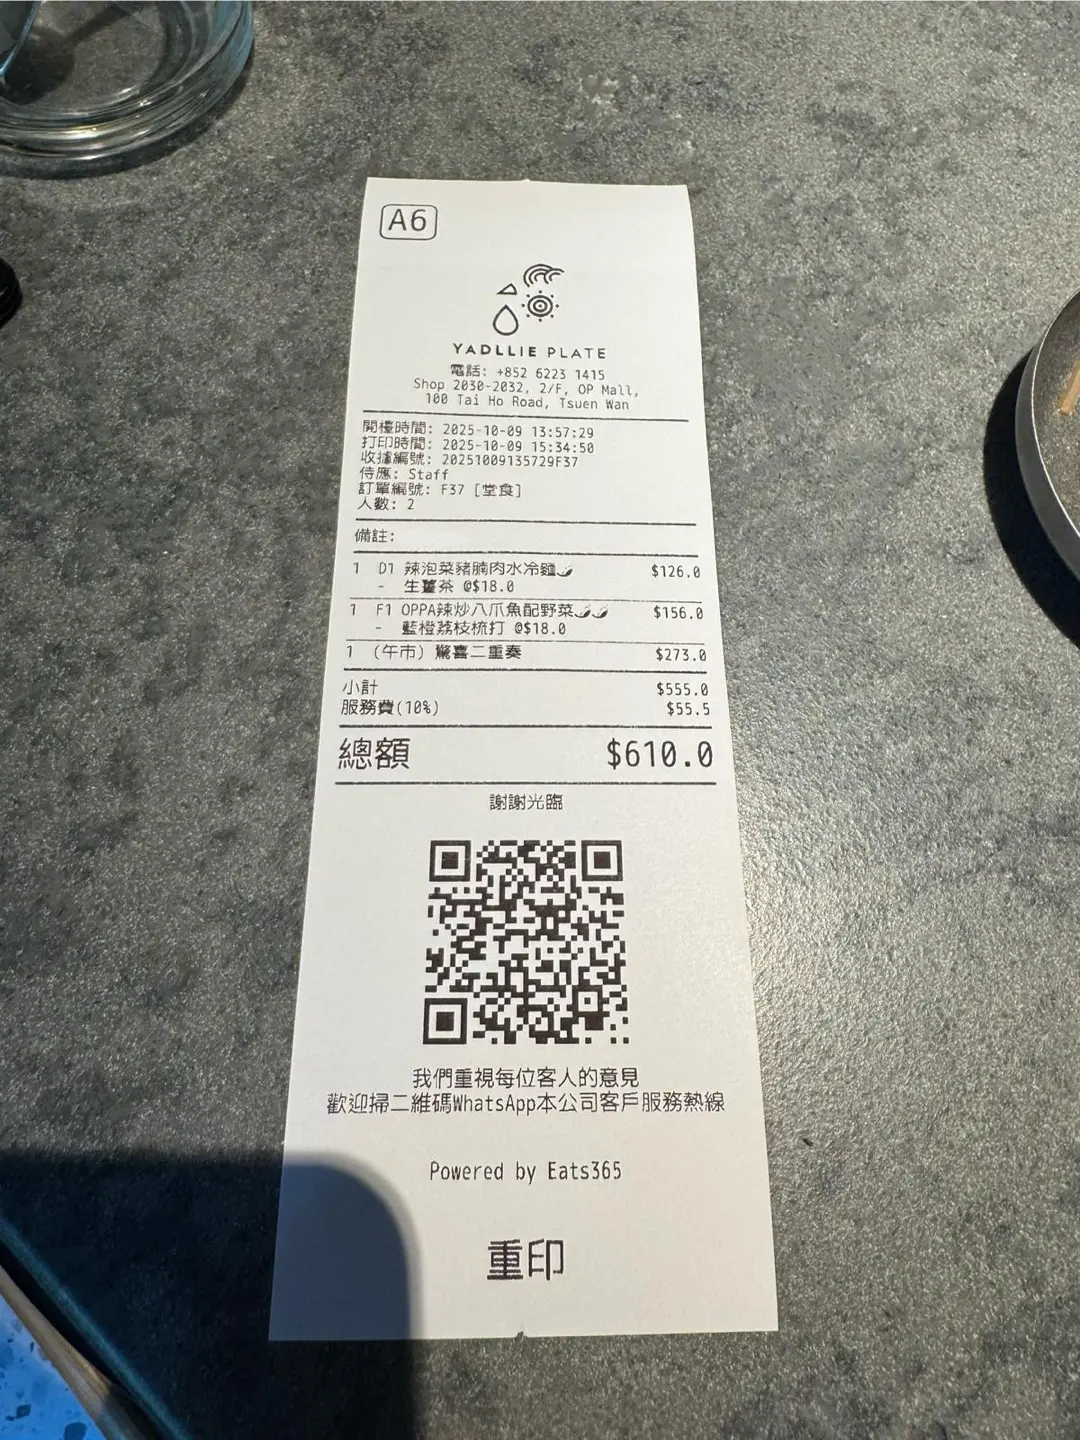 A6
YADLLIE PLATE
電話: +852 6223 1415
Shop 2030-2032, 2/F, OP Mall,
100 Tai Ho Road, Tsuen Wan
開檯時間: 2025-10-09 13:57:29
打印時間: 2025-10-09 15:34:50
收據編號: 20251009135729F37
侍應: Staff
訂單編號: F37 [堂食]
人數: 2
備註:
1 D1 辣泡菜豬腩肉水冷麵🌶 $126.0
- 生薑茶 @$18.0
1 F1 OPPA辣炒八爪魚配野菜🌶🌶 $156.0
- 藍橙荔枝梳打 @$18.0
1 (午市) 驚喜二重奏 $273.0
小計 $555.0
服務費(10%) $55.5
總額 $610.0
謝謝光臨
我們重視每位客人的意見
歡迎掃二維碼WhatsApp本公司客戶服務熱線
Powered by Eats365
重印